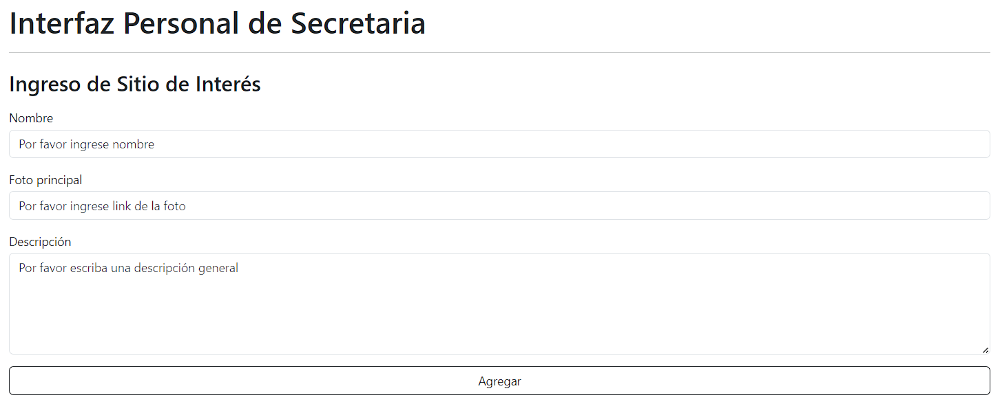 Interfaz Personal de Secretaria
Ingreso de Sitio de Interés
Nombre
Por favor ingrese nombre
Foto principal
Por favor ingrese link de la foto
Descripción
Por favor escriba una descripción general
Agregar